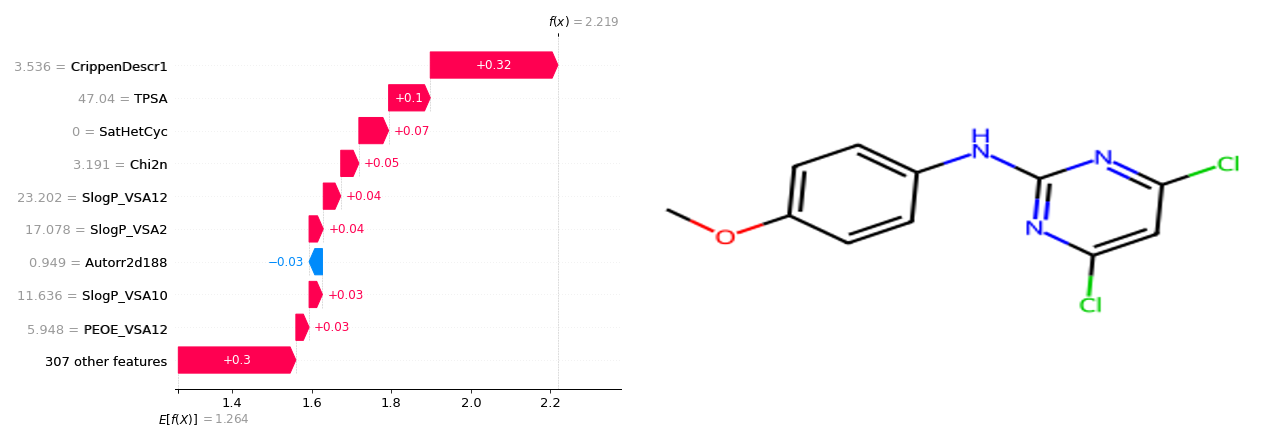 f(x) = 2.219
3.536 = CrippenDescr1
+0.32
47.04 = TPSA
+0.1
0 = SatHetCyc
+0.07
3.191 = Chi2n
+0.05
23.202 = SlogP_VSA12
+0.04
17.078 = SlogP_VSA2
+0.04
0.949 = Autorr2d188
−0.03
11.636 = SlogP_VSA10
+0.03
5.948 = PEOE_VSA12
+0.03
307 other features
+0.3
1.4 1.6 1.8 2.0 2.2
E[f(X)] = 1.264
H
N
N
Cl
N
O
Cl